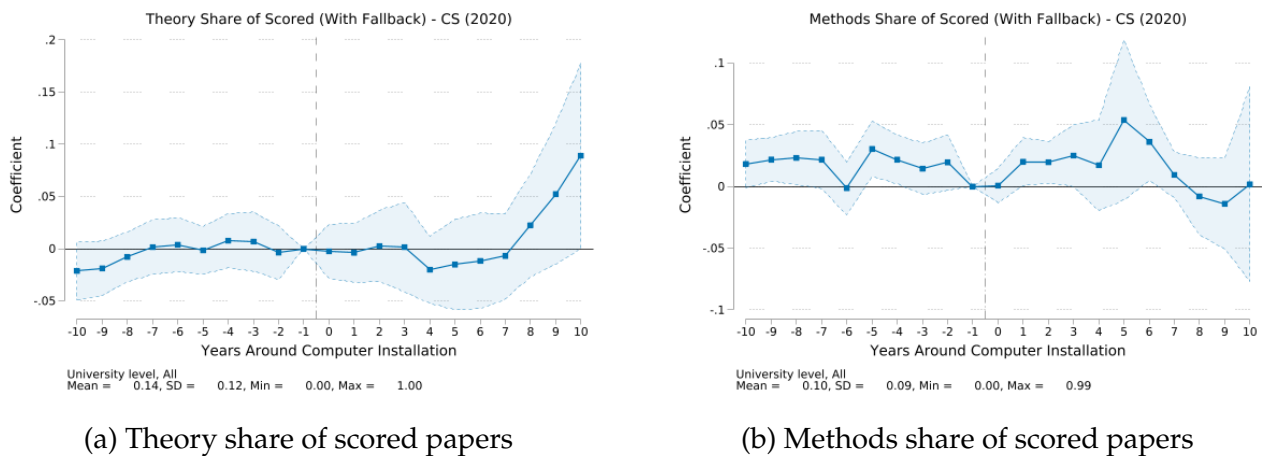 Theory Share of Scored (With Fallback) - CS (2020)
.2
.15
.1
.05
0
-.05
Coefficient
-10 -9 -8 -7 -6 -5 -4 -3 -2 -1 0 1 2 3 4 5 6 7 8 9 10
Years Around Computer Installation
University level, All
Mean = 0.14, SD = 0.12, Min = 0.00, Max = 1.00
(a) Theory share of scored papers
Methods Share of Scored (With Fallback) - CS (2020)
.1
.05
0
-.05
-.1
Coefficient
-10 -9 -8 -7 -6 -5 -4 -3 -2 -1 0 1 2 3 4 5 6 7 8 9 10
Years Around Computer Installation
University level, All
Mean = 0.10, SD = 0.09, Min = 0.00, Max = 0.99
(b) Methods share of scored papers